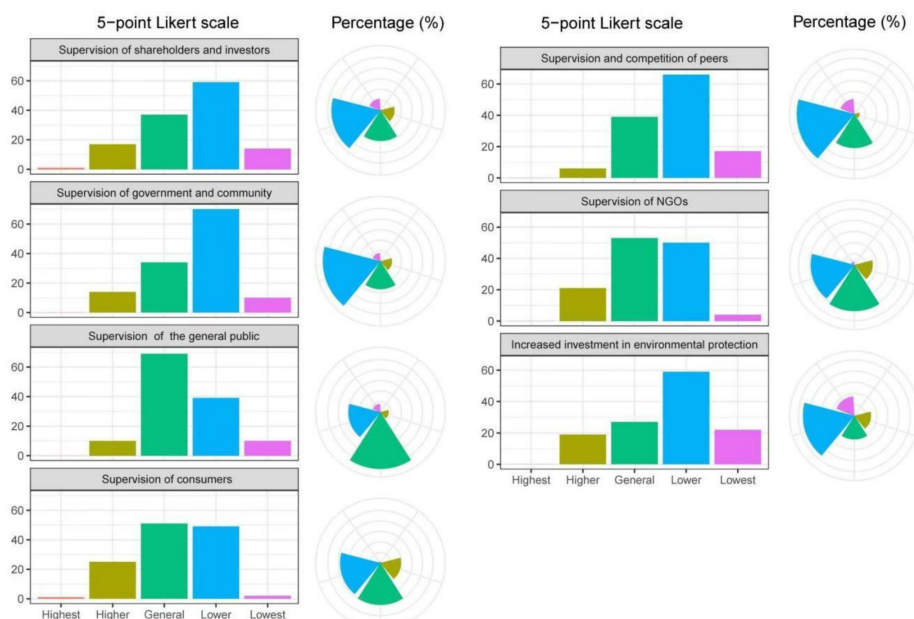 5−point Likert scale
Percentage (%)
Supervision of shareholders and investors
60
40
20
0
Supervision of government and community
60
40
20
0
Supervision of the general public
60
40
20
0
Supervision of consumers
60
40
20
0
Highest Higher General Lower Lowest
5−point Likert scale
Percentage (%)
Supervision and competition of peers
60
40
20
0
Supervision of NGOs
60
40
20
0
Increased investment in environmental protection
60
40
20
0
Highest Higher General Lower Lowest